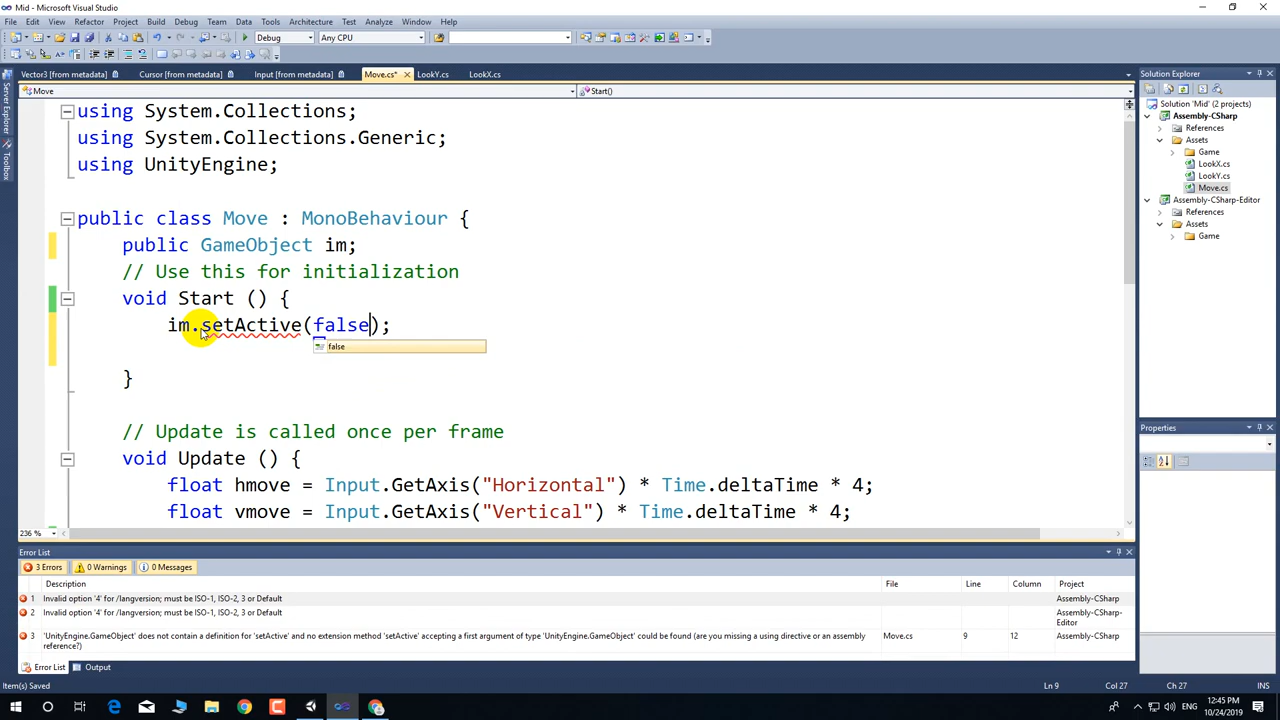 Mid - Microsoft Visual Studio
File Edit View Refactor Project Build Debug Team Data Tools Architecture Test Analyze Window Help
Debug Any CPU
Vector3 [from metadata] Cursor [from metadata] Input [from metadata] Move.cs* LookY.cs LookX.cs
Move Start()
Server Explorer
Toolbox
using System.Collections;
using System.Collections.Generic;
using UnityEngine;
public class Move : MonoBehaviour {
public GameObject im;
// Use this for initialization
void Start () {
im.setActive(false);
false
}
// Update is called once per frame
void Update () {
float hmove = Input.GetAxis("Horizontal") * Time.deltaTime * 4;
float vmove = Input.GetAxis("Vertical") * Time.deltaTime * 4;
236 %
Solution Explorer
Solution 'Mid' (2 projects)
Assembly-CSharp
References
Assets
Game
LookX.cs
LookY.cs
Move.cs
Assembly-CSharp-Editor
References
Assets
Game
Properties
Error List
3 Errors 0 Warnings 0 Messages
Description File Line Column Project
1 Invalid option '4' for /langversion; must be ISO-1, ISO-2, 3 or Default Assembly-CSharp
2 Invalid option '4' for /langversion; must be ISO-1, ISO-2, 3 or Default Assembly-CSharp-
Editor
3 'UnityEngine.GameObject' does not contain a definition for 'setActive' and no extension method 'setActive' accepting a first argument of type 'UnityEngine.GameObject' could be found (are you missing a using directive or an assembly Move.cs 9 12 Assembly-CSharp
reference?)
Error List Output
Item(s) Saved Ln 9 Col 27 Ch 27 INS
ENG 12:45 PM
10/24/2019